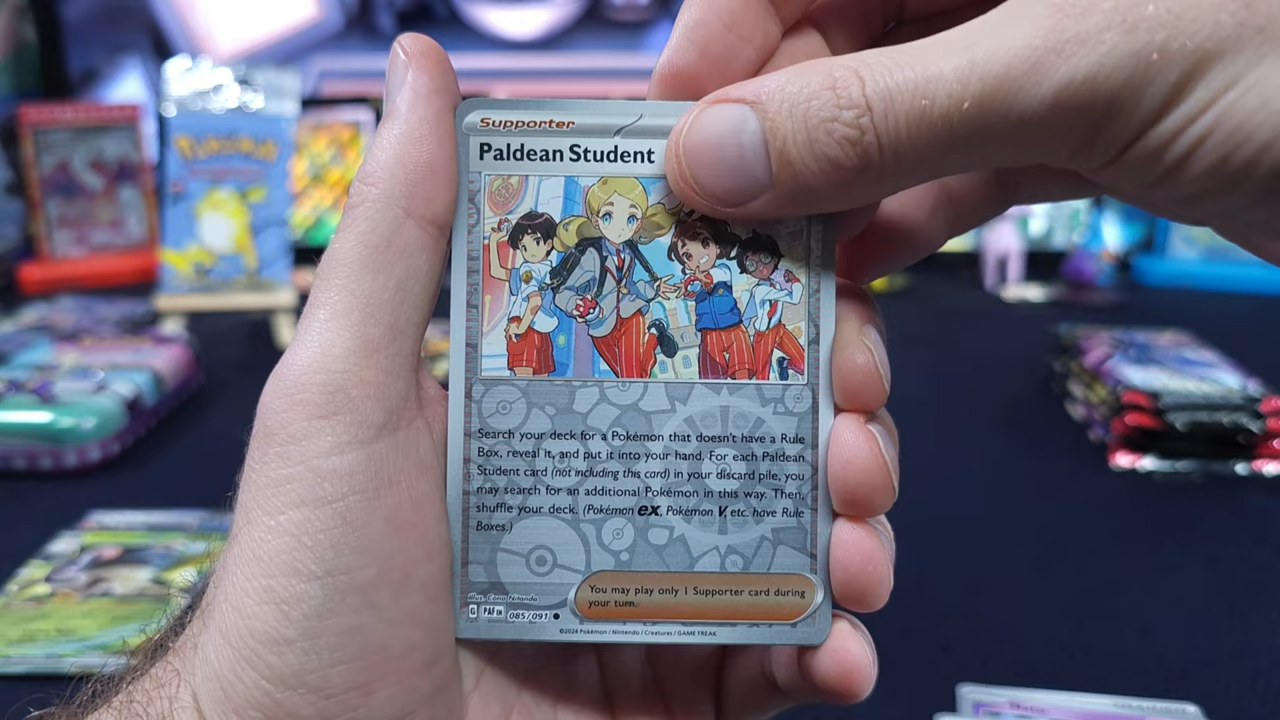 Supporter
Paldean Student
Search your deck for a Pokémon that doesn't have a Rule
Box, reveal it, and put it into your hand. For each Paldean
Student card (not including this card) in your discard pile, you
may search for an additional Pokémon in this way. Then,
shuffle your deck. (Pokémon ex, Pokémon V, etc. have Rule
Boxes.)
You may play only 1 Supporter card during
your turn.
Illus. Cona Nitanda
G PAF EN 085/091
©2024 Pokémon / Nintendo / Creatures / GAME FREAK
Pokémon